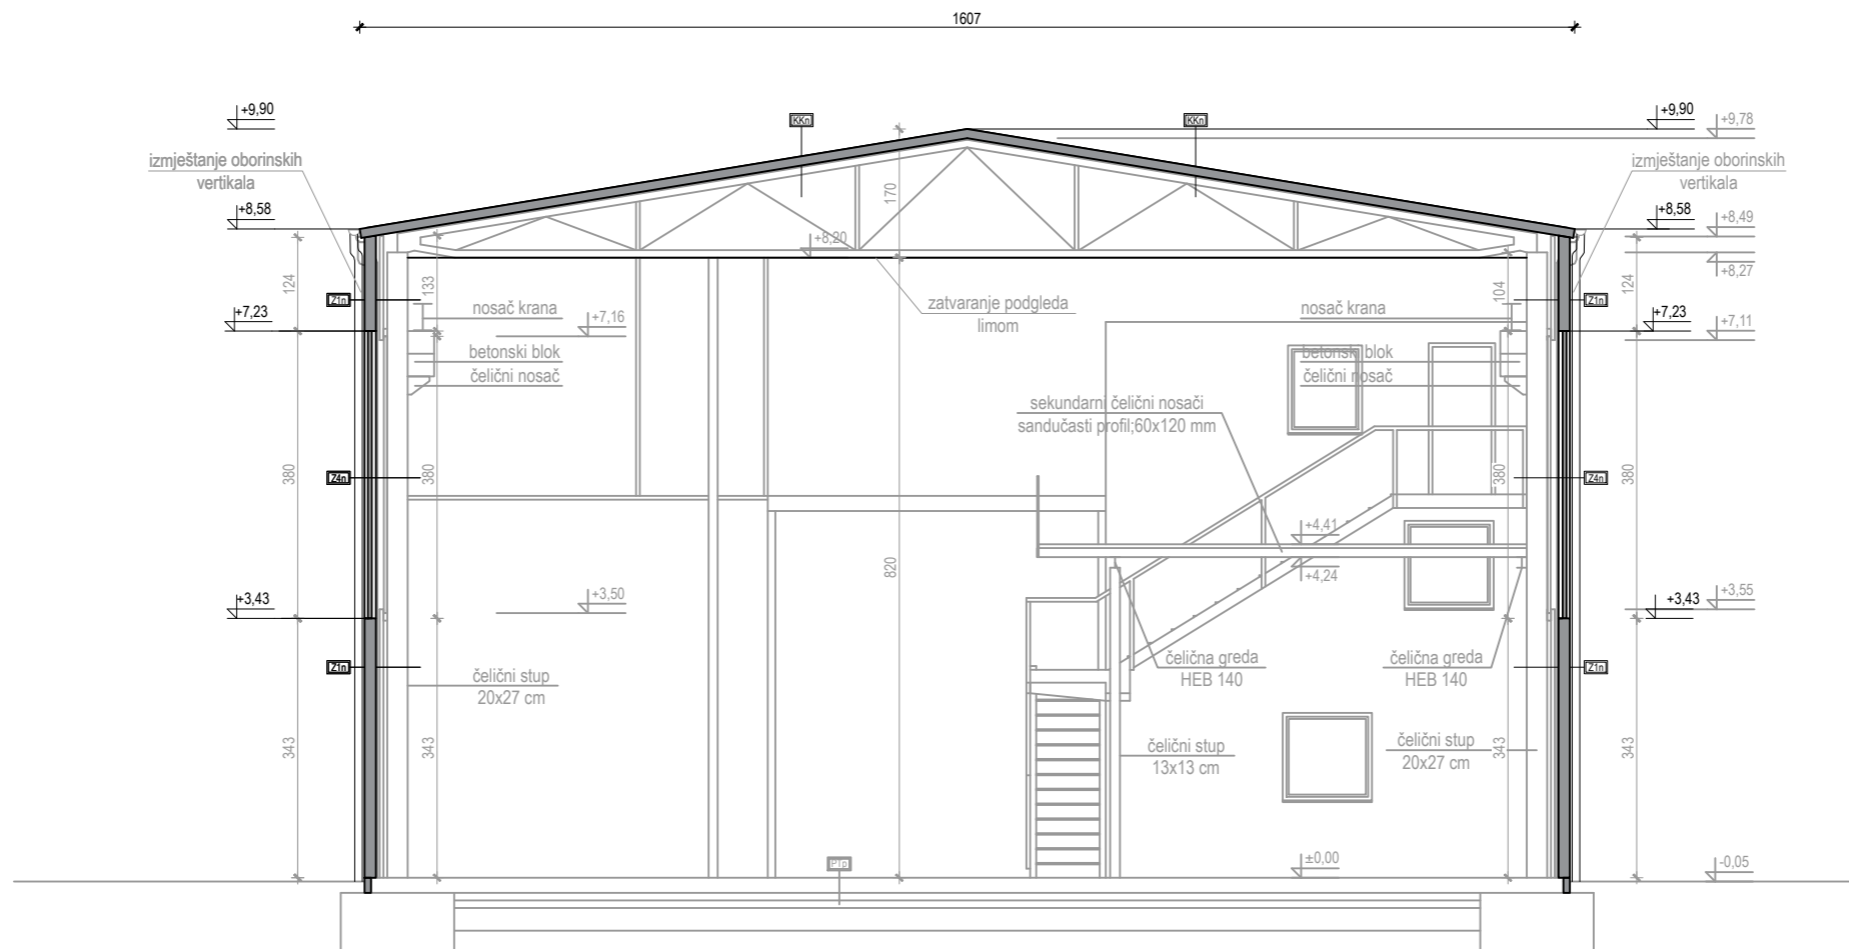 1607
+9,90
KKn
KKn
+9,90
+9,78
izmještanje oborinskih
vertikala
izmještanje oborinskih
vertikala
170
+8,58
+8,58
+8,49
+8,20
+8,27
124
133
104
124
Z1n
Z1n
zatvaranje podgleda
limom
nosač krana
nosač krana
+7,23
+7,16
+7,23
+7,11
betonski blok
čelični nosač
betonski blok
čelični nosač
sekundarni čelični nosači
sandučasti profil;60x120 mm
380
Z4n
380
380
Z4n
380
+4,41
820
+4,24
+3,43
+3,50
+3,43
+3,55
Z1n
Z1n
čelični stup
20x27 cm
čelična greda
HEB 140
čelična greda
HEB 140
343
343
čelični stup
13x13 cm
čelični stup
20x27 cm
343
343
PTp
±0,00
-0,05